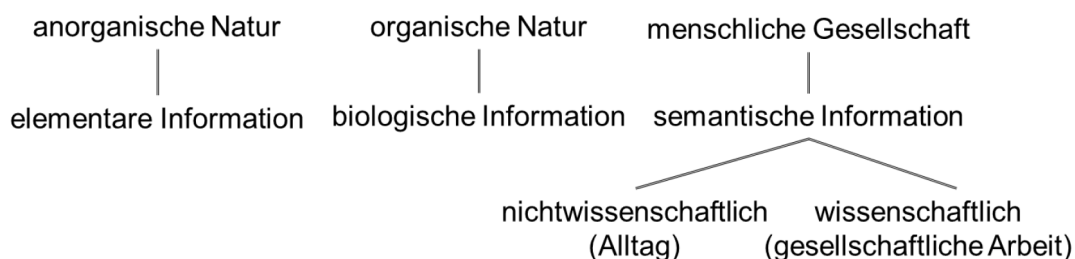 anorganische Natur
organische Natur
menschliche Gesellschaft
elementare Information
biologische Information
semantische Information
nichtwissenschaftlich
(Alltag)
wissenschaftlich
(gesellschaftliche Arbeit)